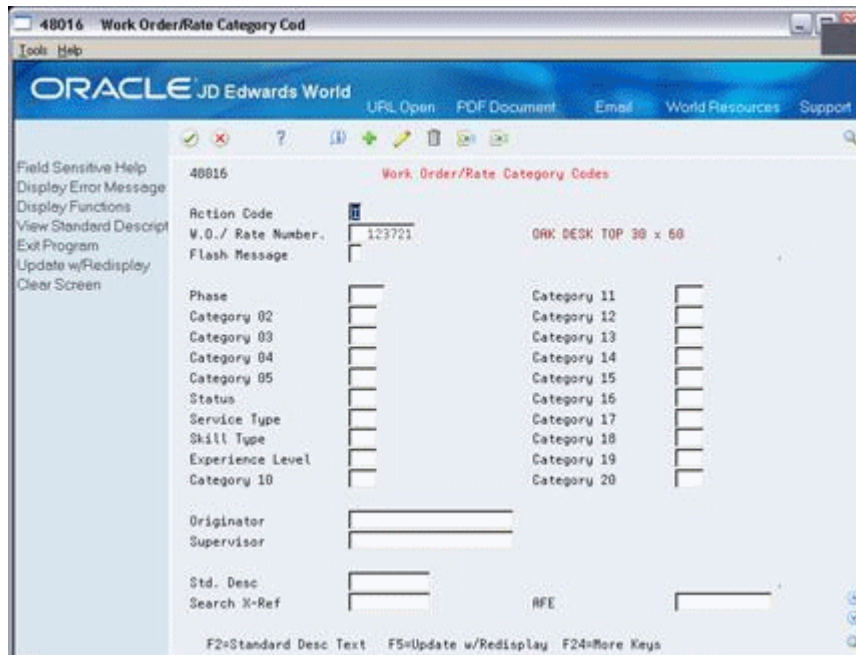 48016 Work Order/Rate Category Cod
Tools Help
ORACLE JD Edwards World
URL Open PDF Document Email World Resources Support
Field Sensitive Help
Display Error Message
Display Functions
View Standard Descript
Exit Program
Update w/Redisplay
Clear Screen
48016 Work Order/Rate Category Codes
Action Code I
W.O./ Rate Number. 123721 OAK DESK TOP 30 x 60
Flash Message
Phase Category 11
Category 02 Category 12
Category 03 Category 13
Category 04 Category 14
Category 05 Category 15
Status Category 16
Service Type Category 17
Skill Type Category 18
Experience Level Category 19
Category 10 Category 20
Originator
Supervisor
Std. Desc
Search X-Ref AFE
F2=Standard Desc Text F5=Update w/Redisplay F24=More Keys